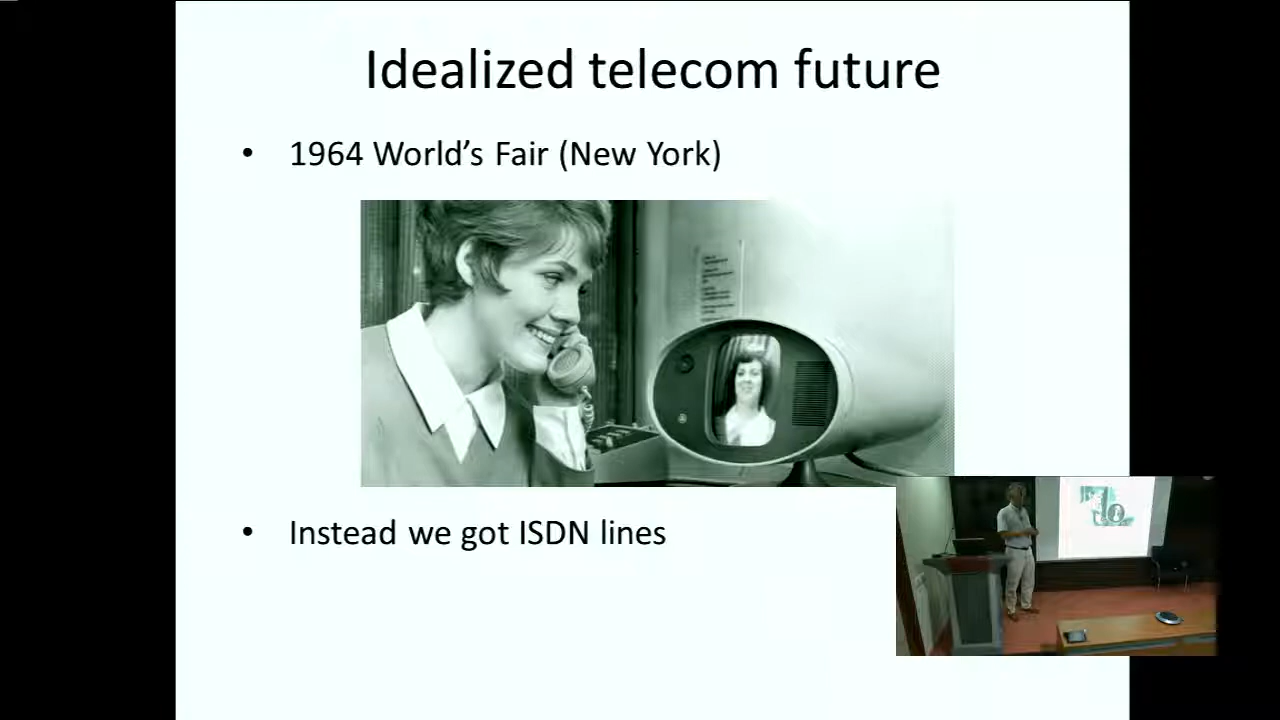 Idealized telecom future
• 1964 World's Fair (New York)
• Instead we got ISDN lines